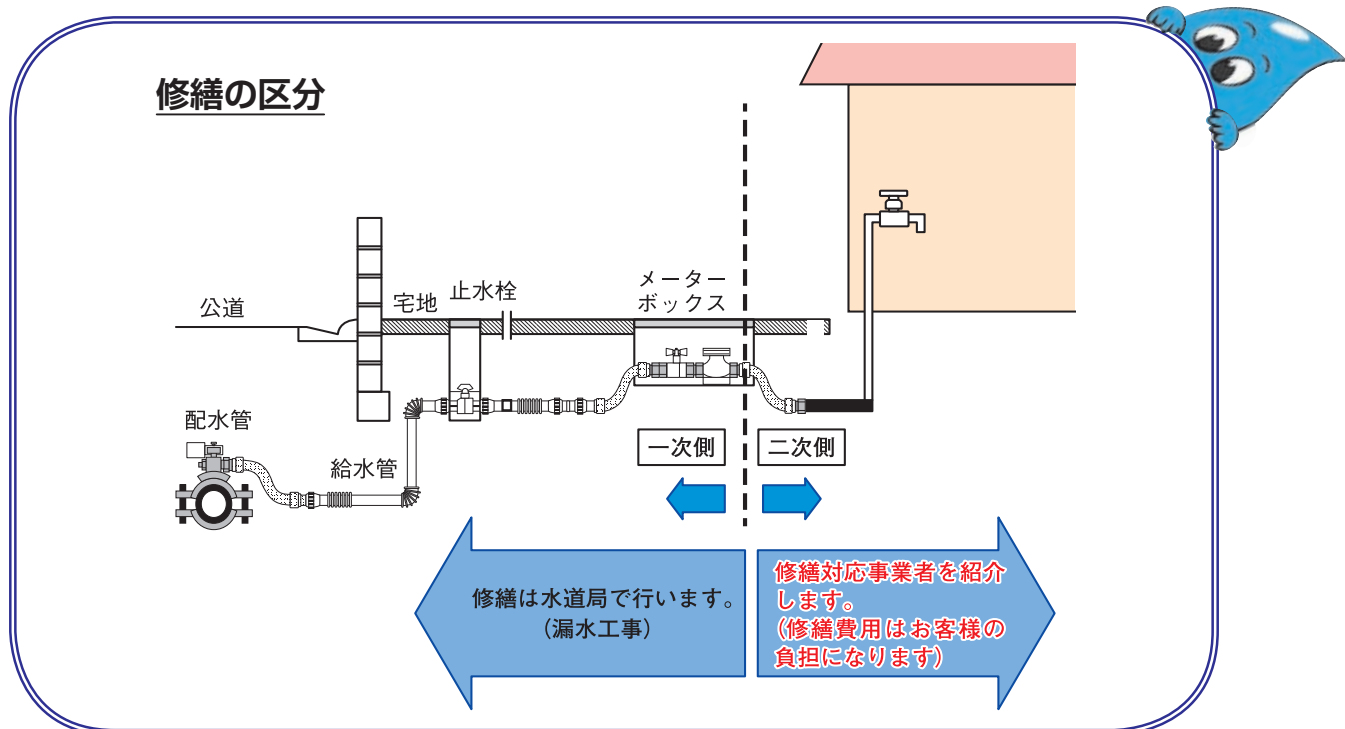 修繕の区分
公道
宅地
止水栓
メーター
ボックス
配水管
給水管
一次側
二次側
修繕は水道局で行います。
(漏水工事)
修繕対応事業者を紹介
します。
(修繕費用はお客様の
負担になります)